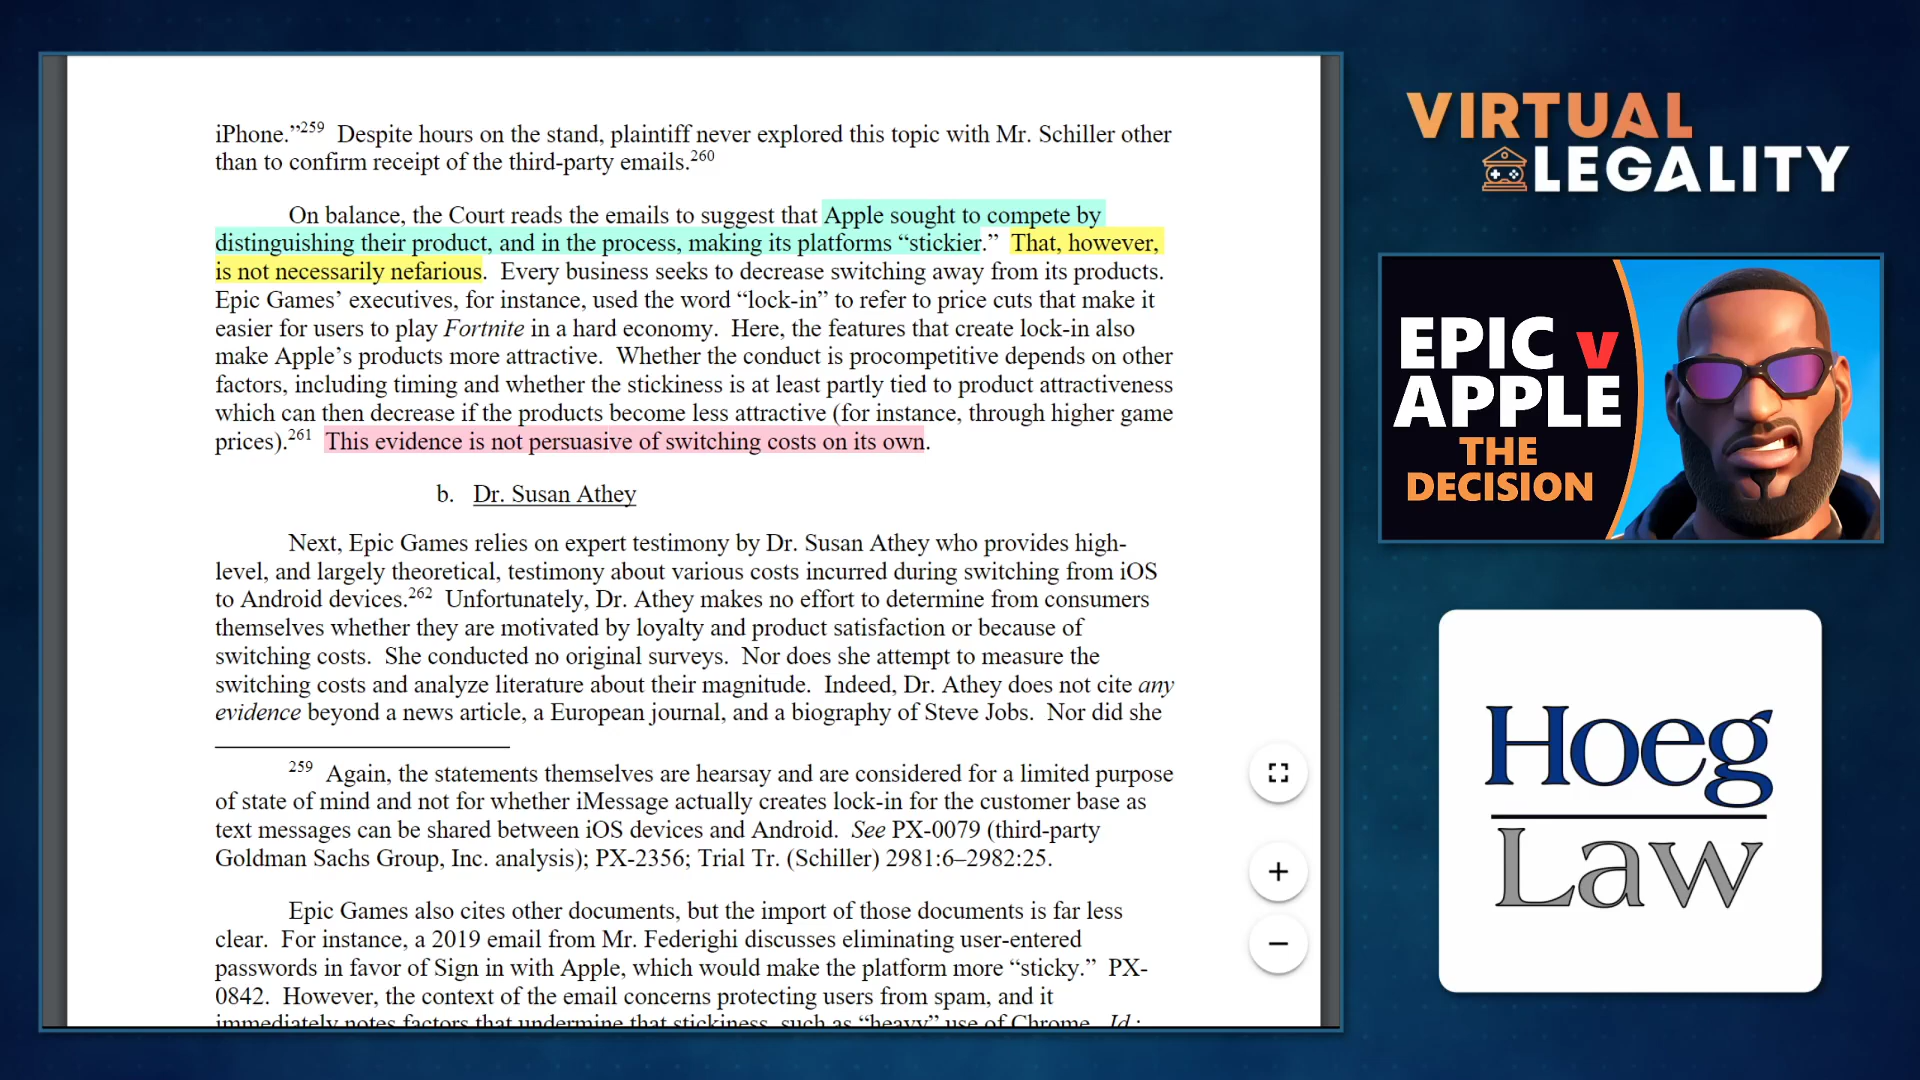 iPhone.”259 Despite hours on the stand, plaintiff never explored this topic with Mr. Schiller other
than to confirm receipt of the third-party emails.260
On balance, the Court reads the emails to suggest that Apple sought to compete by
distinguishing their product, and in the process, making its platforms “stickier.” That, however,
is not necessarily nefarious. Every business seeks to decrease switching away from its products.
Epic Games’ executives, for instance, used the word “lock-in” to refer to price cuts that make it
easier for users to play Fortnite in a hard economy. Here, the features that create lock-in also
make Apple’s products more attractive. Whether the conduct is procompetitive depends on other
factors, including timing and whether the stickiness is at least partly tied to product attractiveness
which can then decrease if the products become less attractive (for instance, through higher game
prices).261 This evidence is not persuasive of switching costs on its own.
b. Dr. Susan Athey
Next, Epic Games relies on expert testimony by Dr. Susan Athey who provides high-
level, and largely theoretical, testimony about various costs incurred during switching from iOS
to Android devices.262 Unfortunately, Dr. Athey makes no effort to determine from consumers
themselves whether they are motivated by loyalty and product satisfaction or because of
switching costs. She conducted no original surveys. Nor does she attempt to measure the
switching costs and analyze literature about their magnitude. Indeed, Dr. Athey does not cite any
evidence beyond a news article, a European journal, and a biography of Steve Jobs. Nor did she
259 Again, the statements themselves are hearsay and are considered for a limited purpose
of state of mind and not for whether iMessage actually creates lock-in for the customer base as
text messages can be shared between iOS devices and Android. See PX-0079 (third-party
Goldman Sachs Group, Inc. analysis); PX-2356; Trial Tr. (Schiller) 2981:6–2982:25.
Epic Games also cites other documents, but the import of those documents is far less
clear. For instance, a 2019 email from Mr. Federighi discusses eliminating user-entered
passwords in favor of Sign in with Apple, which would make the platform more “sticky.” PX-
0842. However, the context of the email concerns protecting users from spam, and it
immediately notes factors that undermine that stickiness, such as “heavy” use of Chrome. Id.;
VIRTUAL
LEGALITY
EPIC v
APPLE
THE
DECISION
Hoeg
Law